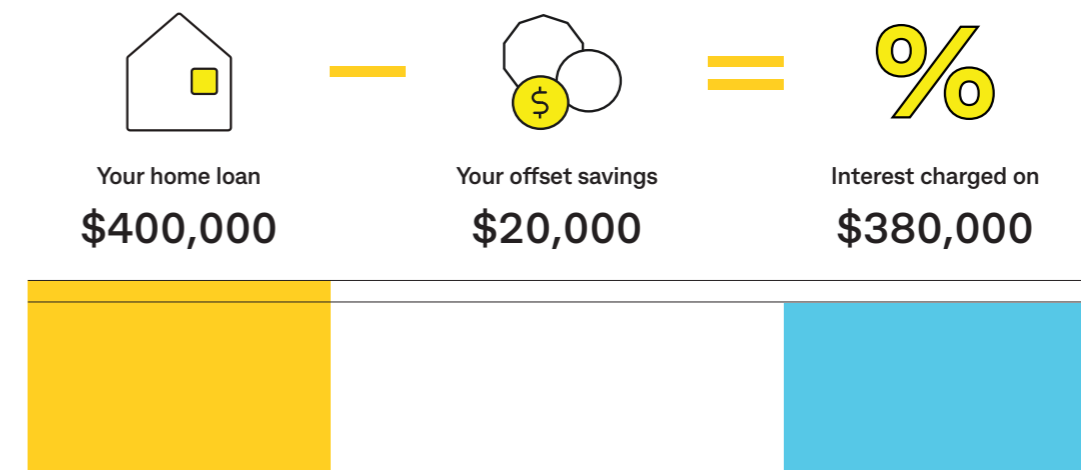 %
$
Your home loan
Your offset savings
Interest charged on
$400,000
$20,000
$380,000